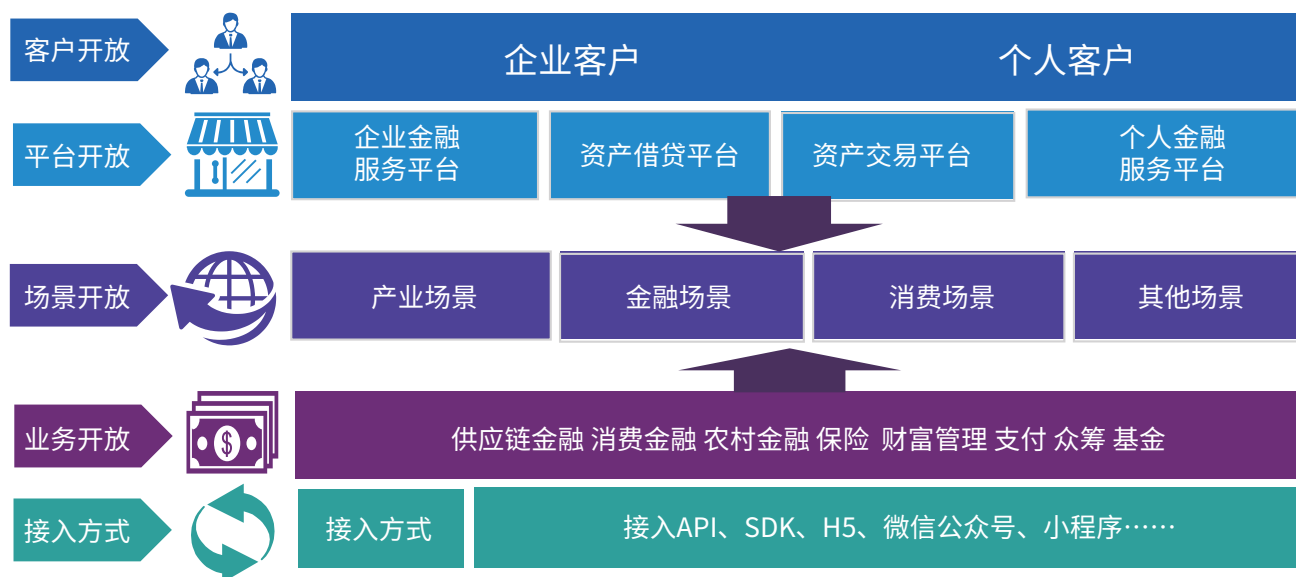 客户开放
企业客户
个人客户
平台开放
企业金融
服务平台
资产借贷平台
资产交易平台
个人金融
服务平台
场景开放
产业场景
金融场景
消费场景
其他场景
业务开放
$
供应链金融 消费金融 农村金融 保险 财富管理 支付 众筹 基金
接入方式
接入方式
接入API、SDK、H5、微信公众号、小程序……